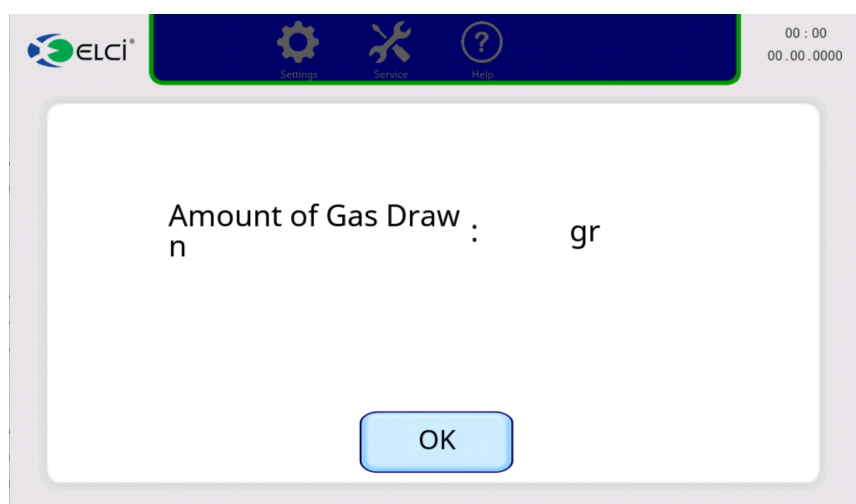 ELCI
Settings
Service
Help
00 : 00
00.00.0000
Amount of Gas Draw
n
:
gr
OK